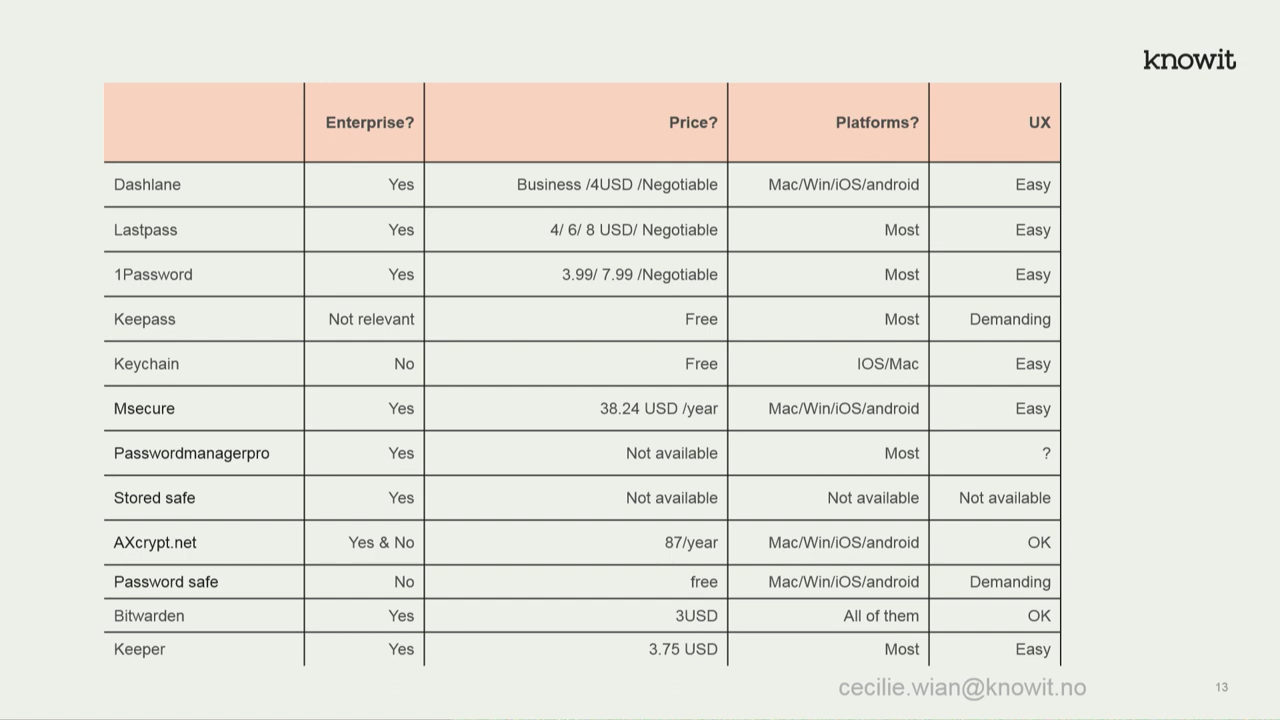 knowit
Enterprise? Price? Platforms? UX
Dashlane Yes Business /4USD /Negotiable Mac/Win/iOS/android Easy
Lastpass Yes 4/ 6/ 8 USD/ Negotiable Most Easy
1Password Yes 3.99/ 7.99 /Negotiable Most Easy
Keepass Not relevant Free Most Demanding
Keychain No Free IOS/Mac Easy
Msecure Yes 38.24 USD /year Mac/Win/iOS/android Easy
Passwordmanagerpro Yes Not available Most ?
Stored safe Yes Not available Not available Not available
AXcrypt.net Yes & No 87/year Mac/Win/iOS/android OK
Password safe No free Mac/Win/iOS/android Demanding
Bitwarden Yes 3USD All of them OK
Keeper Yes 3.75 USD Most Easy
cecilie.wian@knowit.no 13